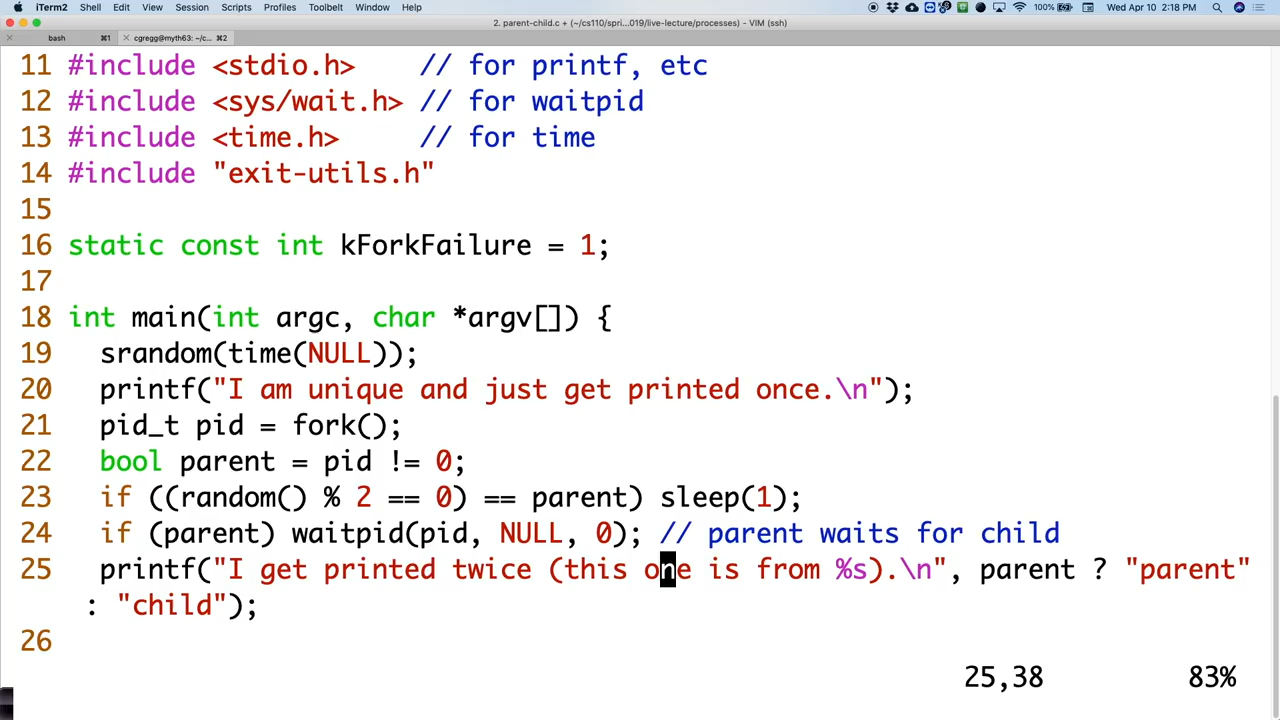 iTerm2 Shell Edit View Session Scripts Profiles Toolbelt Window Help 100% Wed Apr 10 2:18 PM
2. parent-child.c + (~/cs110/spri...019/live-lecture/processes) - VIM (ssh)
bash ⌘1 cgregg@myth63: ~/c... ⌘2
11 #include <stdio.h> // for printf, etc
12 #include <sys/wait.h> // for waitpid
13 #include <time.h> // for time
14 #include "exit-utils.h"
15
16 static const int kForkFailure = 1;
17
18 int main(int argc, char *argv[]) {
19 srandom(time(NULL));
20 printf("I am unique and just get printed once.\n");
21 pid_t pid = fork();
22 bool parent = pid != 0;
23 if ((random() % 2 == 0) == parent) sleep(1);
24 if (parent) waitpid(pid, NULL, 0); // parent waits for child
25 printf("I get printed twice (this one is from %s).\n", parent ? "parent"
: "child");
26
25,38 83%